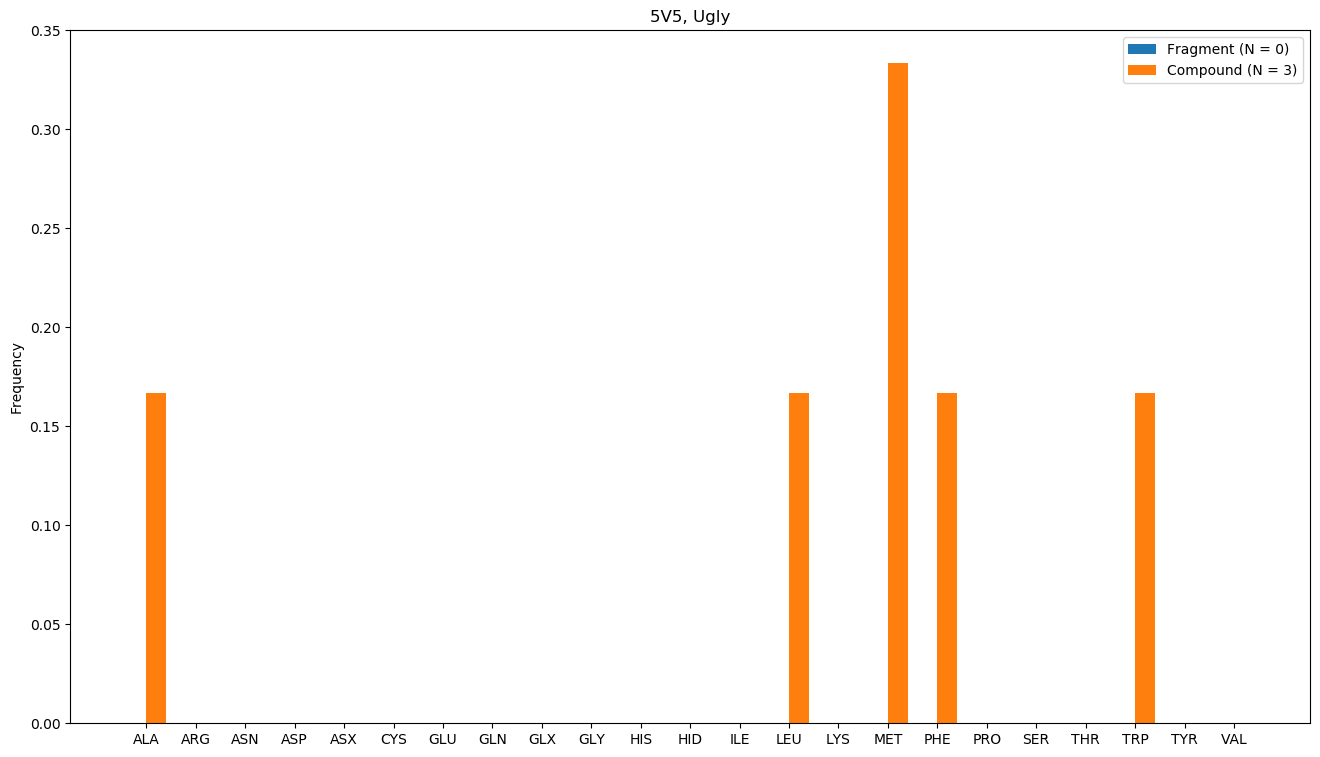 5V5, Ugly
Fragment (N = 0)
Compound (N = 3)
Frequency
0.35
0.30
0.25
0.20
0.15
0.10
0.05
0.00
ALA ARG ASN ASP ASX CYS GLU GLN GLX GLY HIS HID ILE LEU LYS MET PHE PRO SER THR TRP TYR VAL